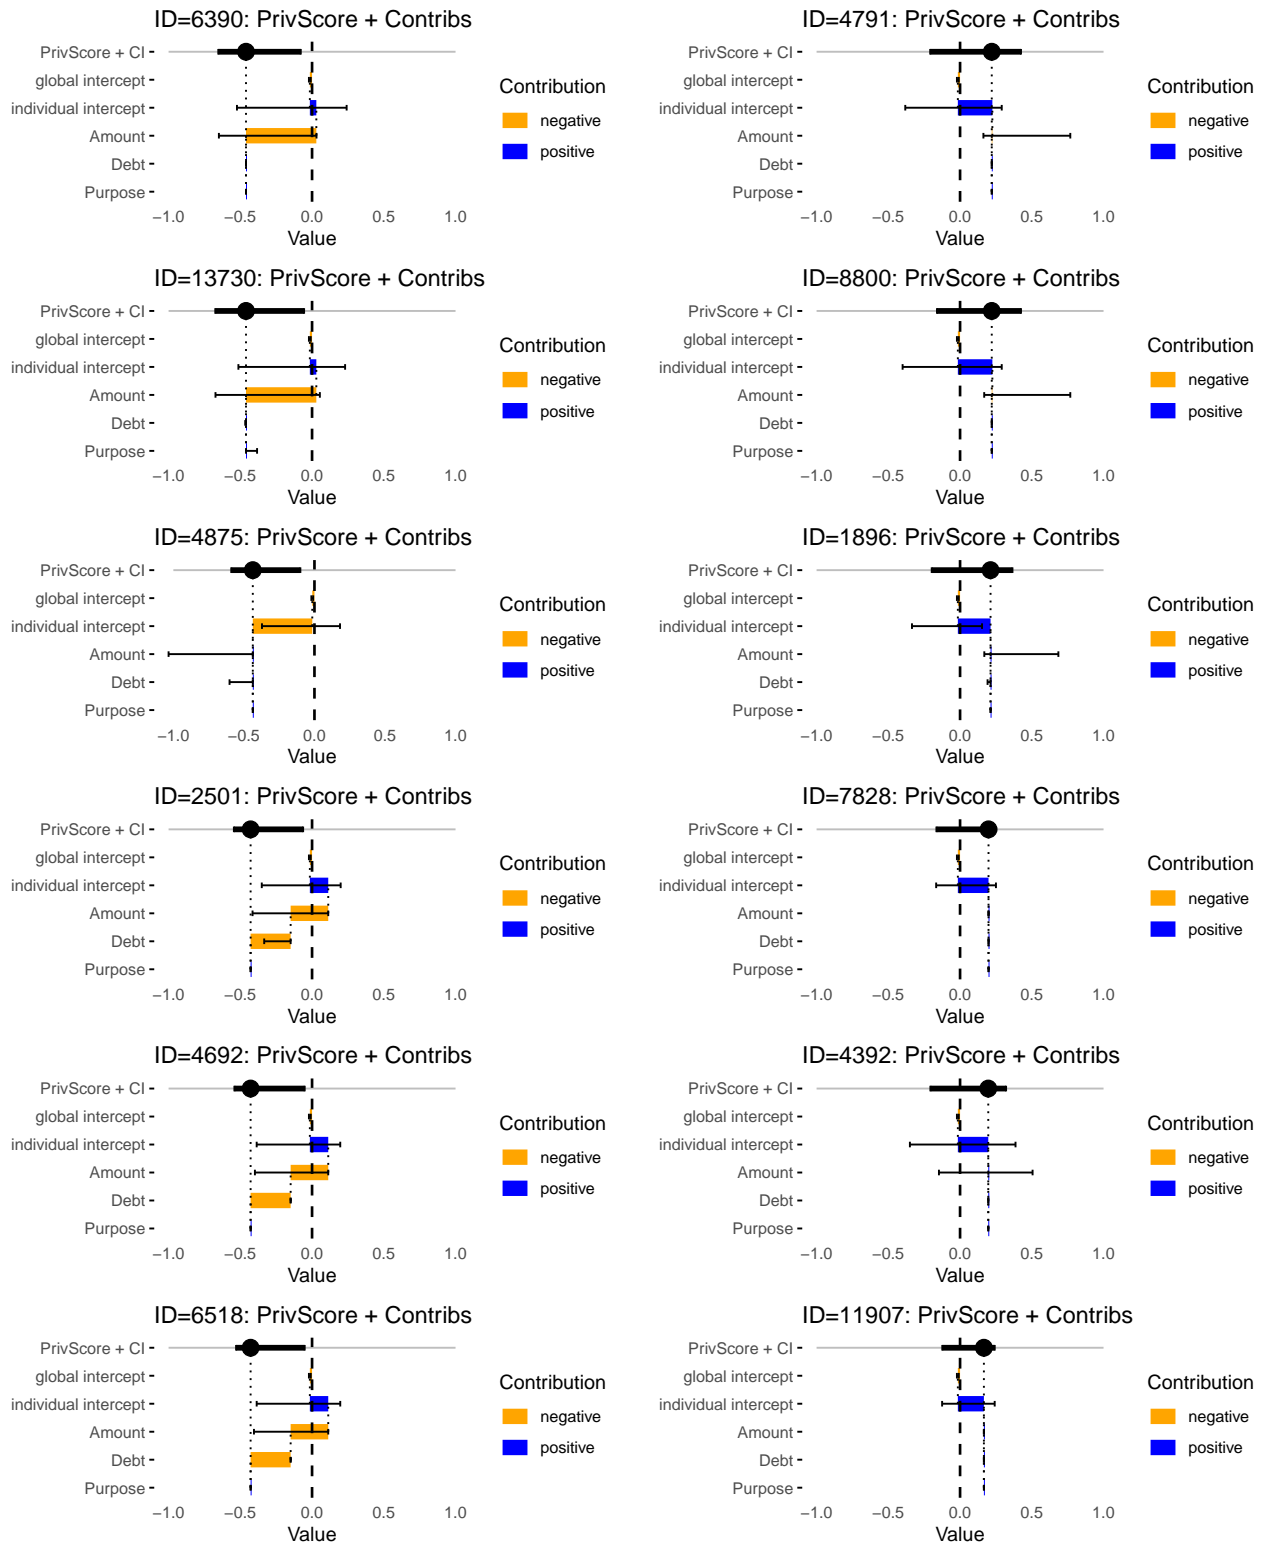 ID=6390: PrivScore + Contribs
PrivScore + CI
global intercept
individual intercept
Amount
Debt
Purpose
−1.0 −0.5 0.0 0.5 1.0
Value
Contribution
negative
positive
ID=4791: PrivScore + Contribs
PrivScore + CI
global intercept
individual intercept
Amount
Debt
Purpose
−1.0 −0.5 0.0 0.5 1.0
Value
Contribution
negative
positive
ID=13730: PrivScore + Contribs
PrivScore + CI
global intercept
individual intercept
Amount
Debt
Purpose
−1.0 −0.5 0.0 0.5 1.0
Value
Contribution
negative
positive
ID=8800: PrivScore + Contribs
PrivScore + CI
global intercept
individual intercept
Amount
Debt
Purpose
−1.0 −0.5 0.0 0.5 1.0
Value
Contribution
negative
positive
ID=4875: PrivScore + Contribs
PrivScore + CI
global intercept
individual intercept
Amount
Debt
Purpose
−1.0 −0.5 0.0 0.5 1.0
Value
Contribution
negative
positive
ID=1896: PrivScore + Contribs
PrivScore + CI
global intercept
individual intercept
Amount
Debt
Purpose
−1.0 −0.5 0.0 0.5 1.0
Value
Contribution
negative
positive
ID=2501: PrivScore + Contribs
PrivScore + CI
global intercept
individual intercept
Amount
Debt
Purpose
−1.0 −0.5 0.0 0.5 1.0
Value
Contribution
negative
positive
ID=7828: PrivScore + Contribs
PrivScore + CI
global intercept
individual intercept
Amount
Debt
Purpose
−1.0 −0.5 0.0 0.5 1.0
Value
Contribution
negative
positive
ID=4692: PrivScore + Contribs
PrivScore + CI
global intercept
individual intercept
Amount
Debt
Purpose
−1.0 −0.5 0.0 0.5 1.0
Value
Contribution
negative
positive
ID=4392: PrivScore + Contribs
PrivScore + CI
global intercept
individual intercept
Amount
Debt
Purpose
−1.0 −0.5 0.0 0.5 1.0
Value
Contribution
negative
positive
ID=6518: PrivScore + Contribs
PrivScore + CI
global intercept
individual intercept
Amount
Debt
Purpose
−1.0 −0.5 0.0 0.5 1.0
Value
Contribution
negative
positive
ID=11907: PrivScore + Contribs
PrivScore + CI
global intercept
individual intercept
Amount
Debt
Purpose
−1.0 −0.5 0.0 0.5 1.0
Value
Contribution
negative
positive